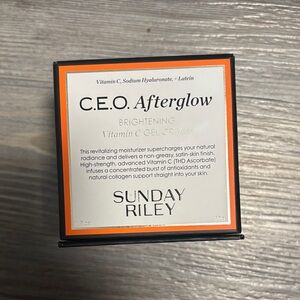 Vitamin C, Sodium Hyaluronate, + Lutein
C.E.O. Afterglow
BRIGHTENING
Vitamin C GEL CREAM
This revitalizing moisturizer supercharges your natural
radiance and delivers a non-greasy, satin-skin finish.
High-strength, advanced Vitamin C (THD Ascorbate)
infuses a concentrated burst of antioxidants and
natural collagen support straight into your skin.
SUNDAY
RILEY